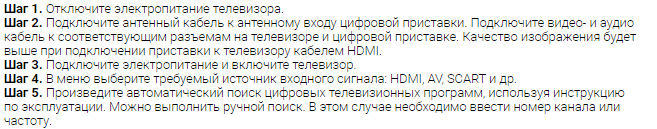 Шаг 1. Отключите электропитание телевизора.
Шаг 2. Подключите антенный кабель к антенному входу цифровой приставки. Подключите видео- и аудио
кабель к соответствующим разъемам на телевизоре и цифровой приставке. Качество изображения будет
выше при подключении приставки к телевизору кабелем HDMI.
Шаг 3. Подключите электропитание и включите телевизор.
Шаг 4. В меню выберите требуемый источник входного сигнала: HDMI, AV, SCART и др.
Шаг 5. Произведите автоматический поиск цифровых телевизионных программ, используя инструкцию
по эксплуатации. Можно выполнить ручной поиск. В этом случае необходимо ввести номер канала или
частоту.